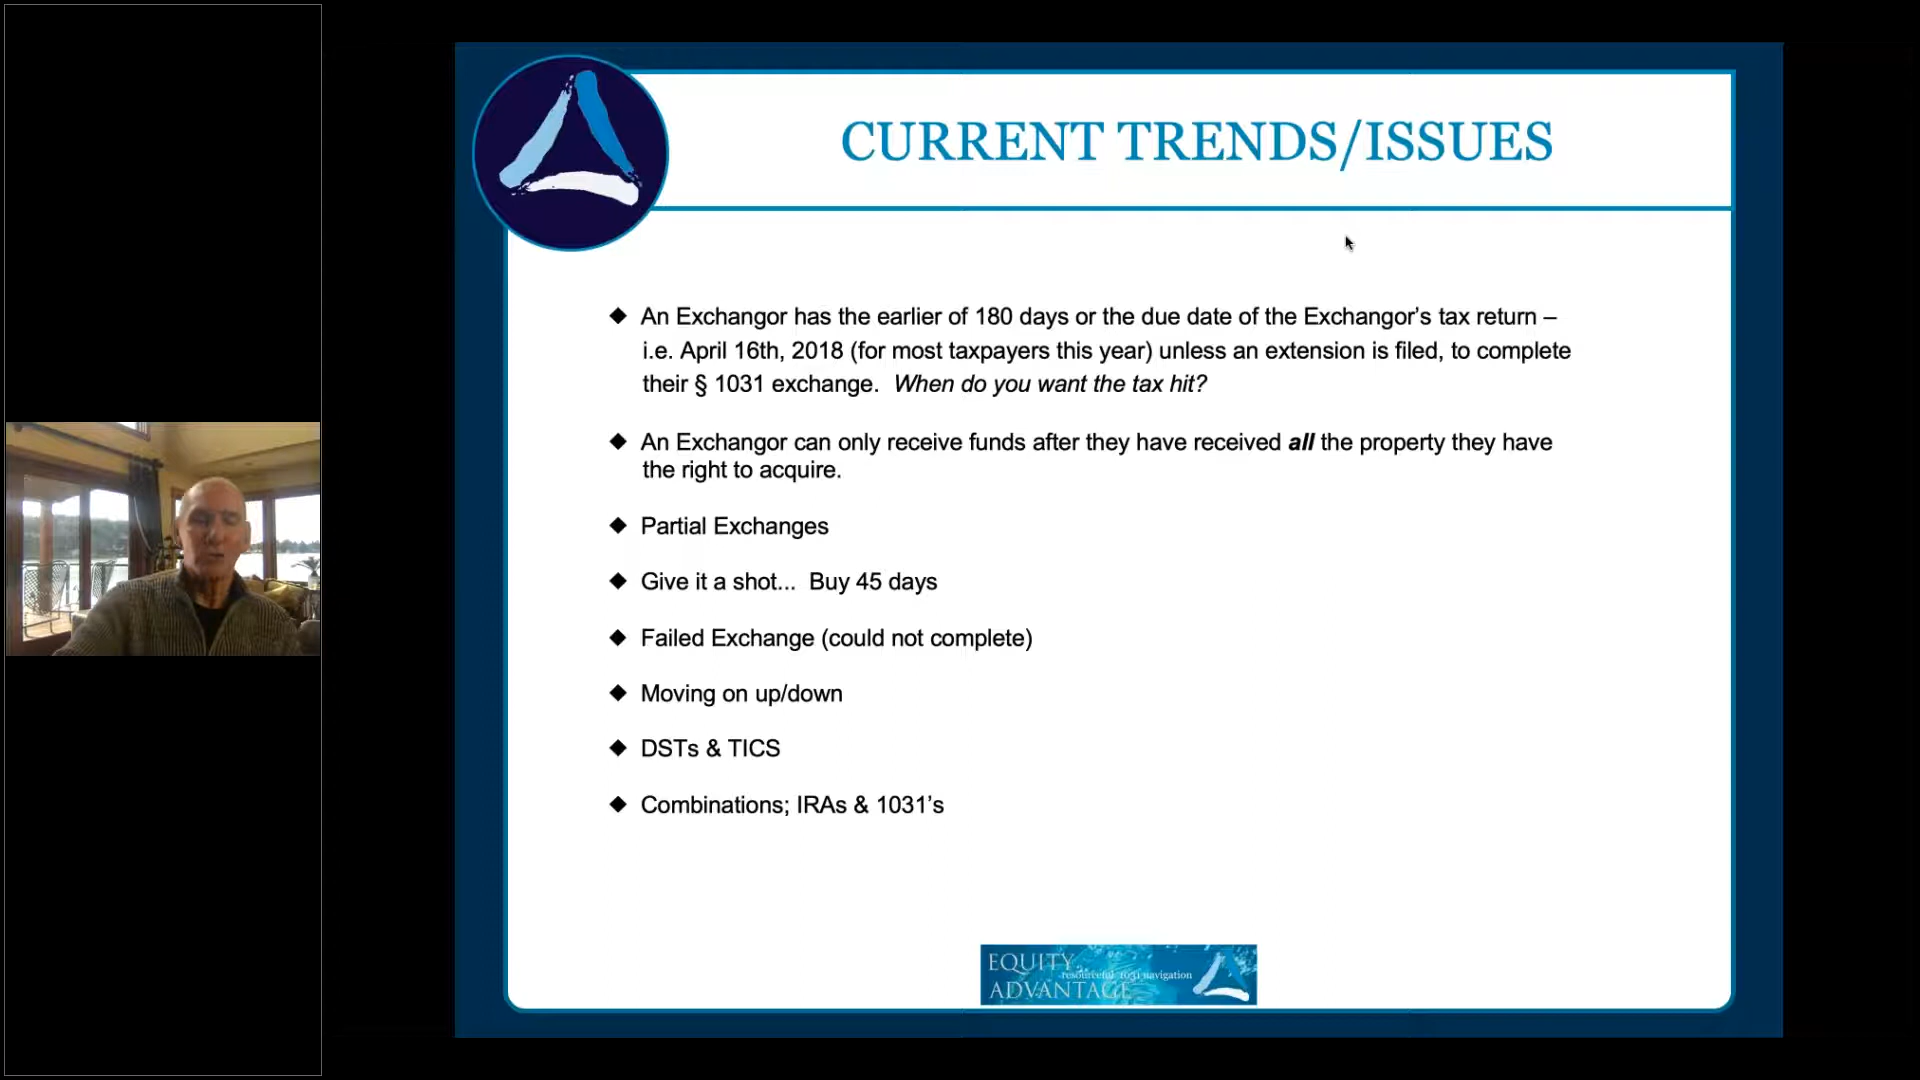 CURRENT TRENDS/ISSUES
◆ An Exchangor has the earlier of 180 days or the due date of the Exchangor’s tax return –
i.e. April 16th, 2018 (for most taxpayers this year) unless an extension is filed, to complete
their § 1031 exchange. When do you want the tax hit?
◆ An Exchangor can only receive funds after they have received all the property they have
the right to acquire.
◆ Partial Exchanges
◆ Give it a shot... Buy 45 days
◆ Failed Exchange (could not complete)
◆ Moving on up/down
◆ DSTs & TICS
◆ Combinations; IRAs & 1031’s
EQUITY
resourceful 1031 navigation
ADVANTAGE